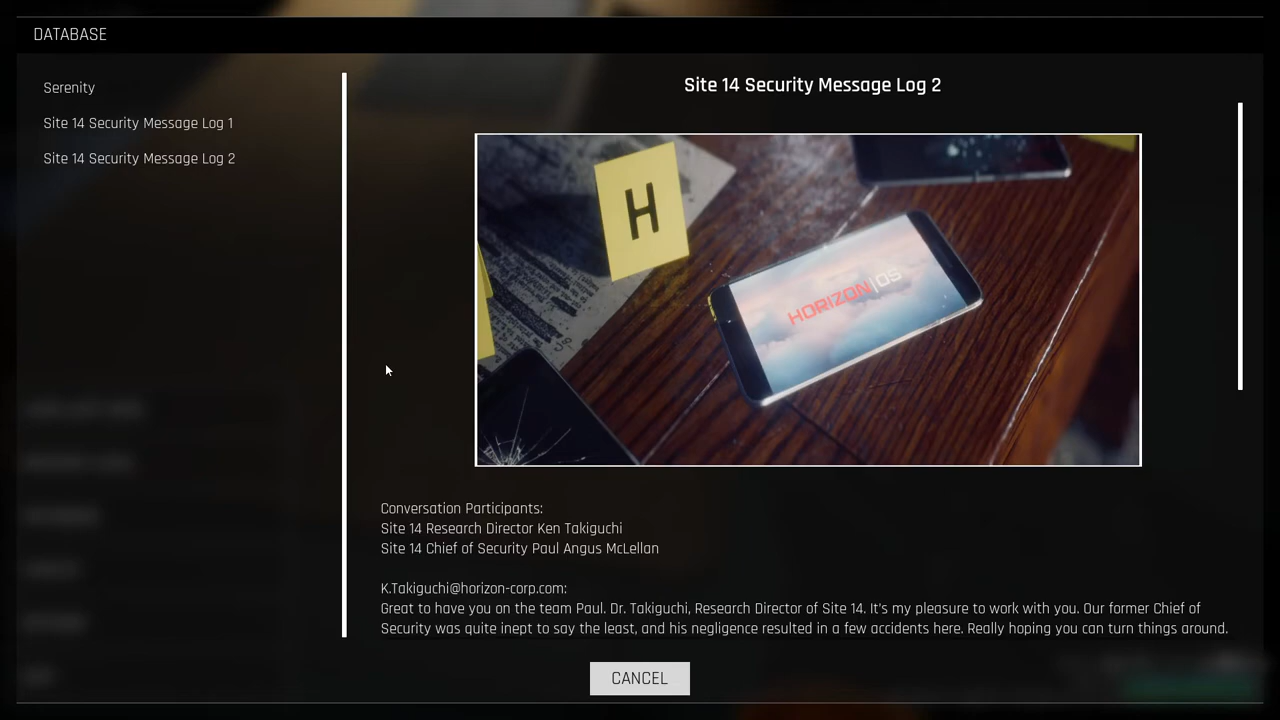 DATABASE
Serenity
Site 14 Security Message Log 1
Site 14 Security Message Log 2
Site 14 Security Message Log 2
H
HORIZON|OS
Conversation Participants:
Site 14 Research Director Ken Takiguchi
Site 14 Chief of Security Paul Angus McLellan
K.Takiguchi@horizon-corp.com:
Great to have you on the team Paul. Dr. Takiguchi, Research Director of Site 14. It's my pleasure to work with you. Our former Chief of
Security was quite inept to say the least, and his negligence resulted in a few accidents here. Really hoping you can turn things around.
CANCEL